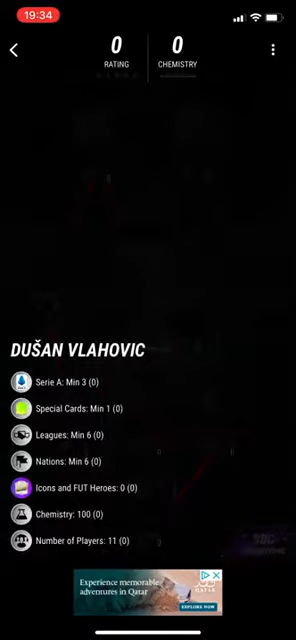 19:34
0 0
RATING CHEMISTRY
DUŠAN VLAHOVIC
Serie A: Min 3 (0)
Special Cards: Min 1 (0)
Leagues: Min 6 (0)
Nations: Min 6 (0)
Icons and FUT Heroes: 0 (0)
Chemistry: 100 (0)
Number of Players: 11 (0)
Experience memorable
adventures in Qatar
QATAR
EXPLORE NOW